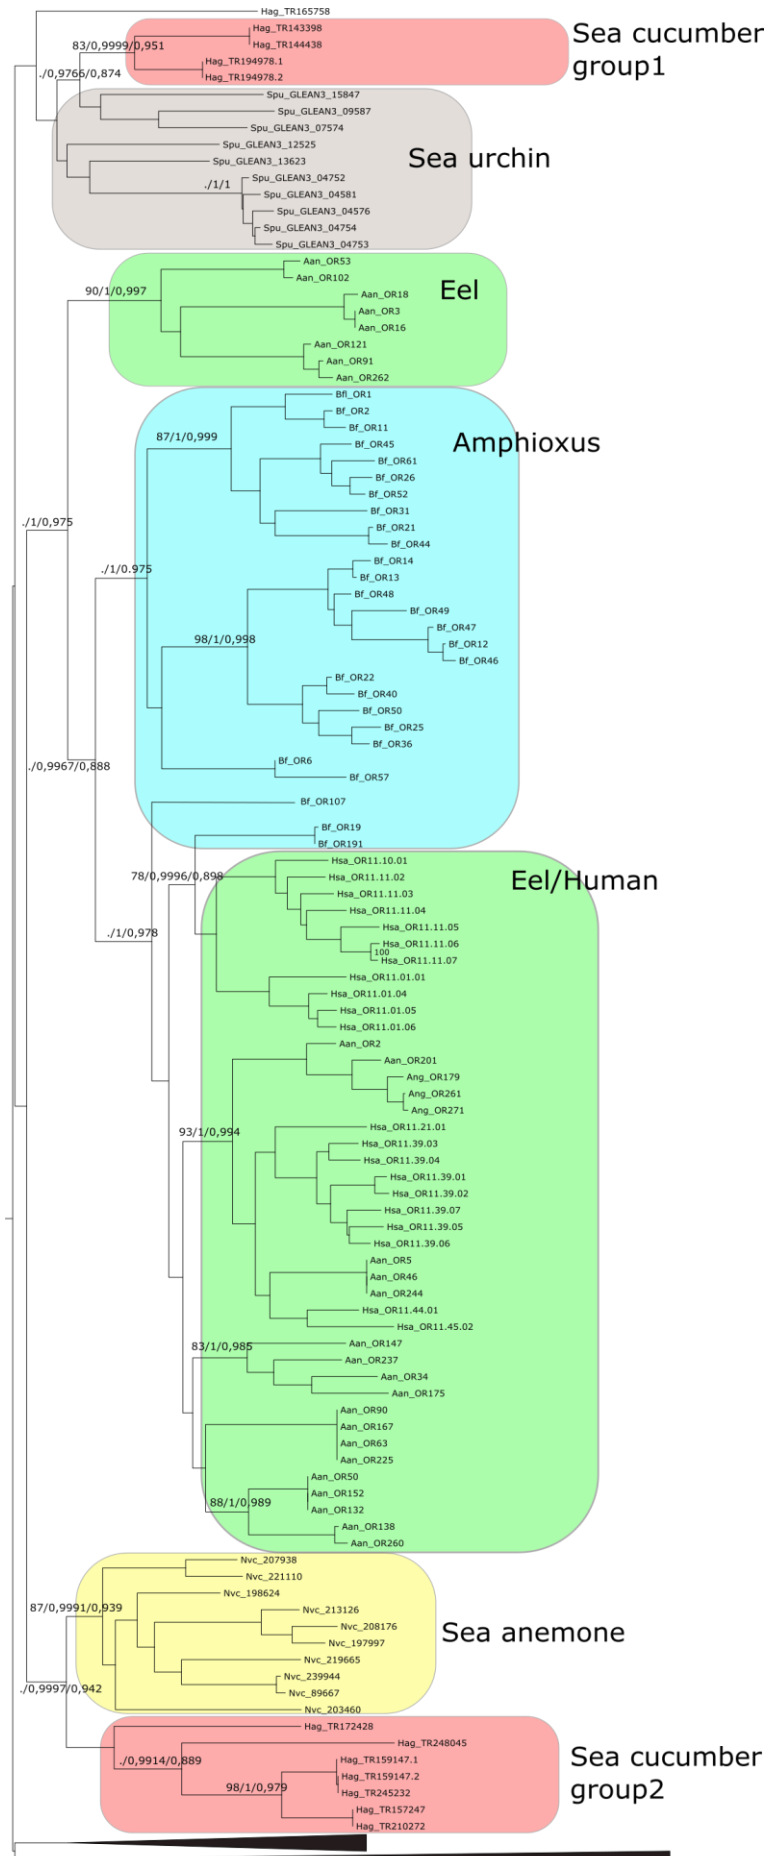 Hag_TR165758
Hag_TR143398
83/0,9999/0,951
Hag_TR144438
Sea cucumber
group1
Hag_TR194978.1
./0,9766/0,874
Hag_TR194978.2
Spu_GLEAN3_15847
Spu_GLEAN3_09587
Spu_GLEAN3_07574
Spu_GLEAN3_12525
Sea urchin
Spu_GLEAN3_13623
Spu_GLEAN3_04752
./1/1
Spu_GLEAN3_04581
Spu_GLEAN3_04576
Spu_GLEAN3_04754
Spu_GLEAN3_04753
Aan_OR53
Aan_OR102
90/1/0,997
Eel
Aan_OR18
Aan_OR3
Aan_OR16
Aan_OR121
Aan_OR91
Aan_OR262
Bfl_OR1
Bf_OR2
Bf_OR11
87/1/0,999
Amphioxus
Bf_OR45
Bf_OR61
Bf_OR26
Bf_OR52
Bf_OR31
./1/0,975
Bf_OR21
Bf_OR44
Bf_OR14
./1/0.975
Bf_OR13
Bf_OR48
Bf_OR49
Bf_OR47
98/1/0,998
Bf_OR12
Bf_OR46
Bf_OR22
Bf_OR40
Bf_OR50
Bf_OR25
Bf_OR36
Bf_OR6
./0,9967/0,888
Bf_OR57
Bf_OR107
Bf_OR19
Bf_OR191
Hsa_OR11.10.01
78/0,9996/0,898
Hsa_OR11.11.02
Eel/Human
Hsa_OR11.11.03
Hsa_OR11.11.04
Hsa_OR11.11.05
./1/0,978
Hsa_OR11.11.06
100
Hsa_OR11.11.07
Hsa_OR11.01.01
Hsa_OR11.01.04
Hsa_OR11.01.05
Hsa_OR11.01.06
Aan_OR2
Aan_OR201
Ang_OR179
Ang_OR261
Ang_OR271
Hsa_OR11.21.01
93/1/0,994
Hsa_OR11.39.03
Hsa_OR11.39.04
Hsa_OR11.39.01
Hsa_OR11.39.02
Hsa_OR11.39.07
Hsa_OR11.39.05
Hsa_OR11.39.06
Aan_OR5
Aan_OR46
Aan_OR244
Hsa_OR11.44.01
Hsa_OR11.45.02
83/1/0,985
Aan_OR147
Aan_OR237
Aan_OR34
Aan_OR175
Aan_OR90
Aan_OR167
Aan_OR63
Aan_OR225
Aan_OR50
Aan_OR152
88/1/0,989
Aan_OR132
Aan_OR138
Aan_OR260
Nvc_207938
Nvc_221110
Nvc_198624
87/0,9991/0,939
Nvc_213126
Nvc_208176
Sea anemone
Nvc_197997
Nvc_219665
Nvc_239944
./0,9997/0,942
Nvc_89667
Nvc_203460
Hag_TR172428
Hag_TR248045
./0,9914/0,889
Sea cucumber
group2
Hag_TR159147.1
Hag_TR159147.2
98/1/0,979
Hag_TR245232
Hag_TR157247
Hag_TR210272